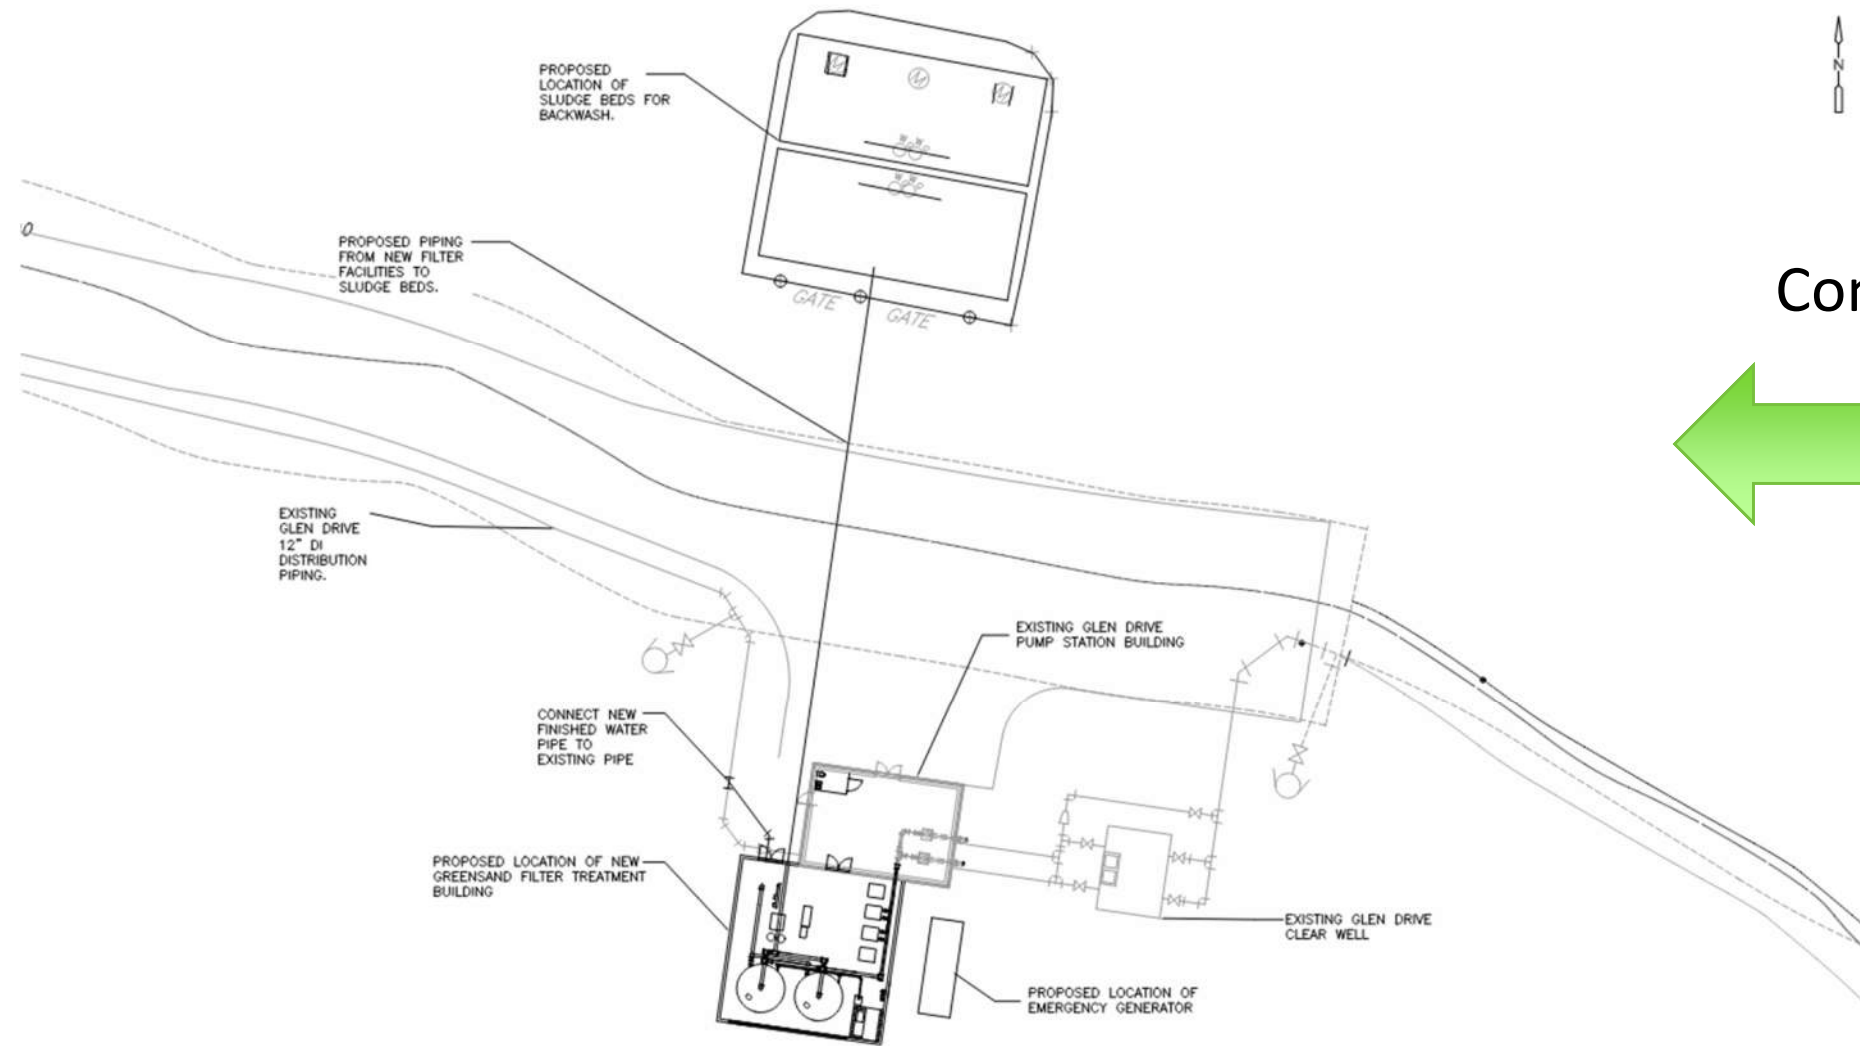 PROPOSED
LOCATION OF
SLUDGE BEDS FOR
BACKWASH.
N
PROPOSED PIPING
FROM NEW FILTER
FACILITIES TO
SLUDGE BEDS.
GATE
GATE
EXISTING
GLEN DRIVE
12" DI
DISTRIBUTION
PIPING.
EXISTING GLEN DRIVE
PUMP STATION BUILDING
CONNECT NEW
FINISHED WATER
PIPE TO
EXISTING PIPE
PROPOSED LOCATION OF NEW
GREENSAND FILTER TREATMENT
BUILDING
EXISTING GLEN DRIVE
CLEAR WELL
PROPOSED LOCATION OF
EMERGENCY GENERATOR